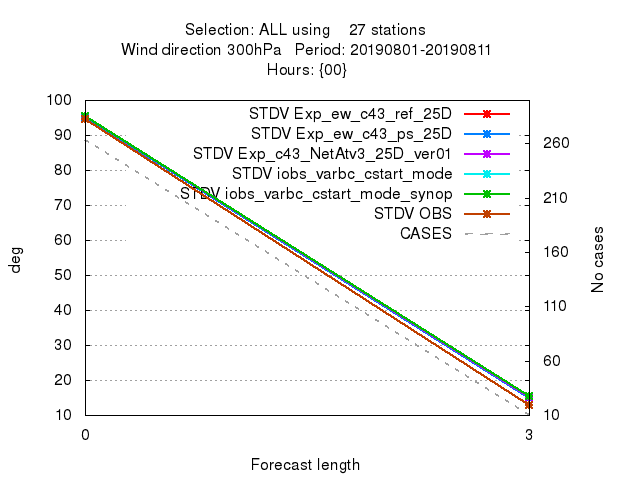 Selection: ALL using 27 stations
Wind direction 300hPa Period: 20190801-20190811
Hours: {00}
100
90
80
70
60
50
40
30
20
10
deg
260
210
160
110
60
10
No cases
STDV Exp_ew_c43_ref_25D
STDV Exp_ew_c43_ps_25D
STDV Exp_c43_NetAtv3_25D_ver01
STDV iobs_varbc_cstart_mode
STDV iobs_varbc_cstart_mode_synop
STDV OBS
CASES
0
3
Forecast length